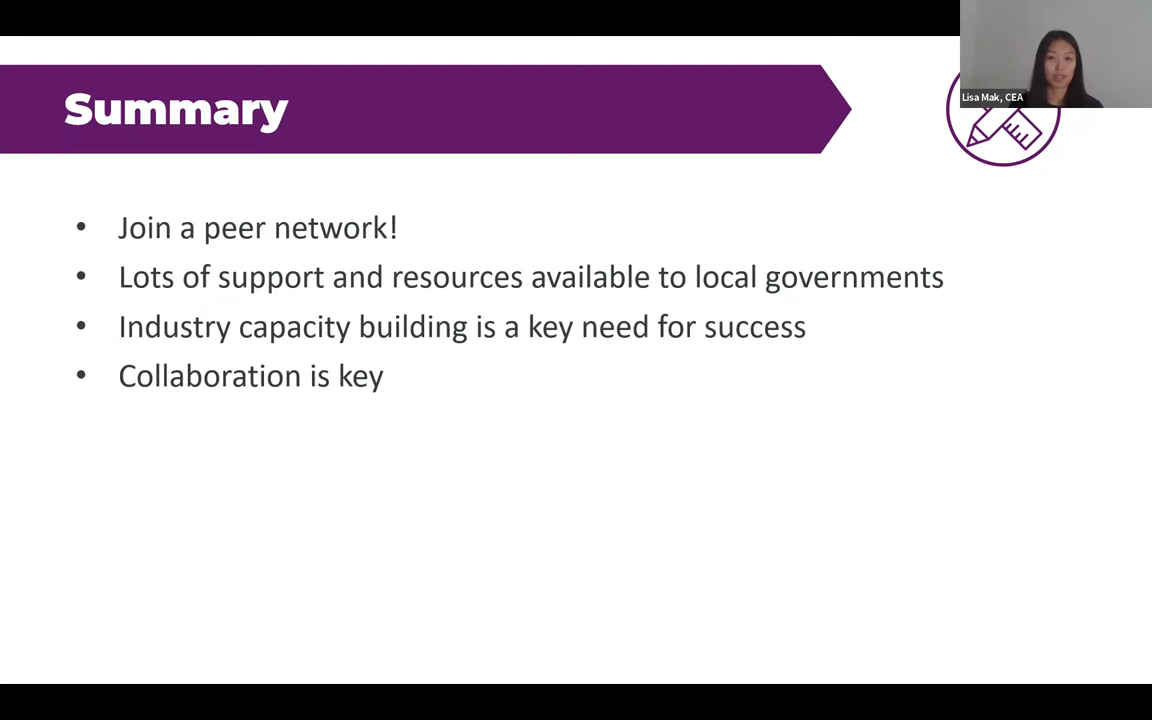 Lisa Mak, CEA
Summary
• Join a peer network!
• Lots of support and resources available to local governments
• Industry capacity building is a key need for success
• Collaboration is key